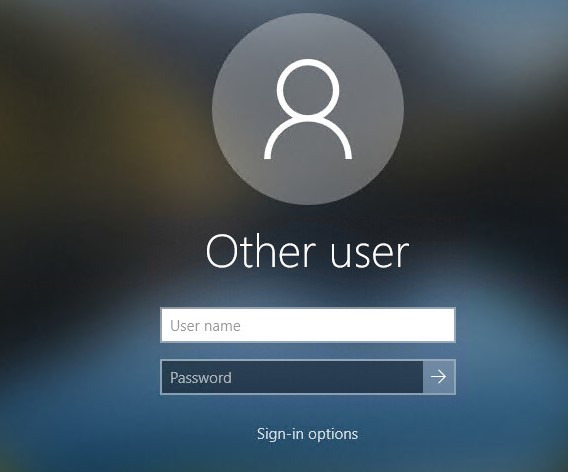 Other user
User name
Password
Sign-in options